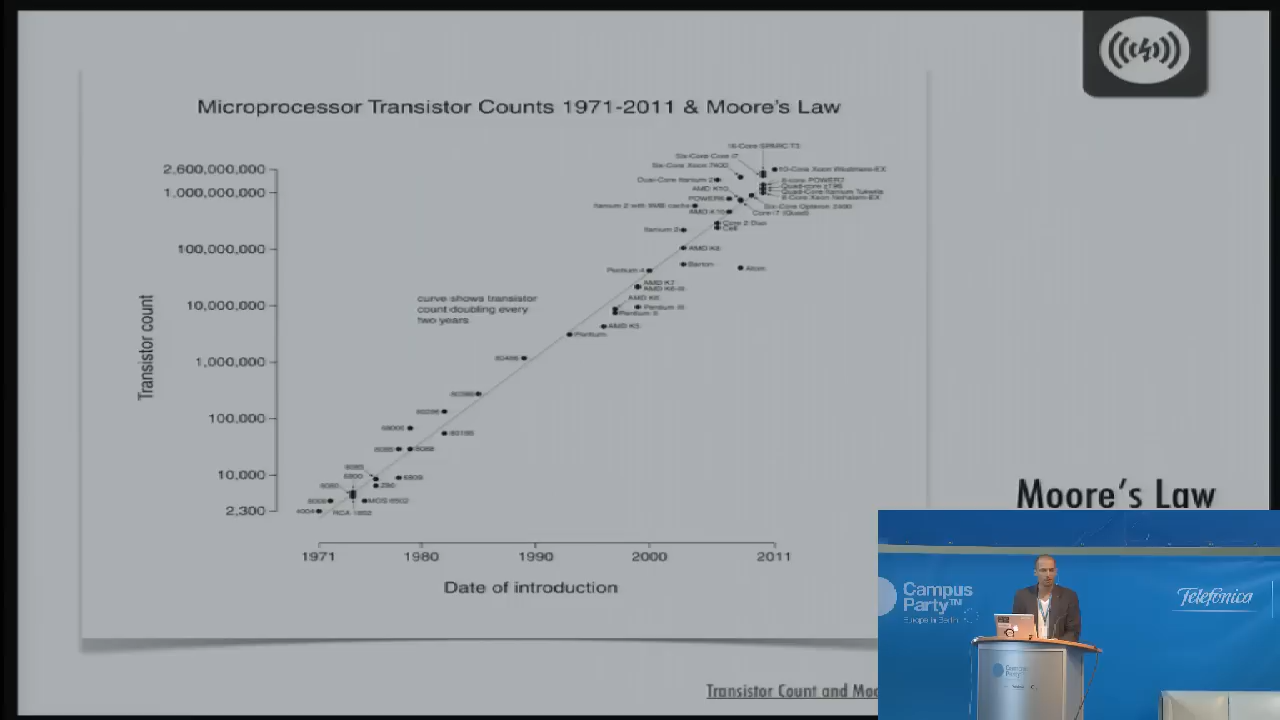 Microprocessor Transistor Counts 1971-2011 & Moore's Law
16-Core SPARC T3
Six-Core Core i7
Six-Core Xeon 7400
10-Core Xeon Westmere-EX
Dual-Core Itanium 2
8-core POWER7
Quad-core z196
AMD K10
Quad-Core Itanium Tukwila
POWER6
8-Core Xeon Nehalem-EX
Itanium 2 with 9MB cache
Six-Core Opteron 2400
AMD K10
Core i7 (Quad)
Core 2 Duo
Itanium 2
Cell
AMD K8
Barton
Atom
Pentium 4
AMD K7
AMD K6-III
AMD K6
Pentium III
Pentium II
AMD K5
Pentium
80486
80386
80286
68000
80186
8086
8088
8085
6800
6809
8080
Z80
8008
MOS 6502
4004
RCA 1802
2,600,000,000
1,000,000,000
100,000,000
10,000,000
1,000,000
100,000
10,000
2,300
Transistor count
curve shows transistor
count doubling every
two years
1971 1980 1990 2000 2011
Date of introduction
Moore's Law
Transistor Count and
Campus
Party™
Europe in Berlin
Telefónica
Campus
Party